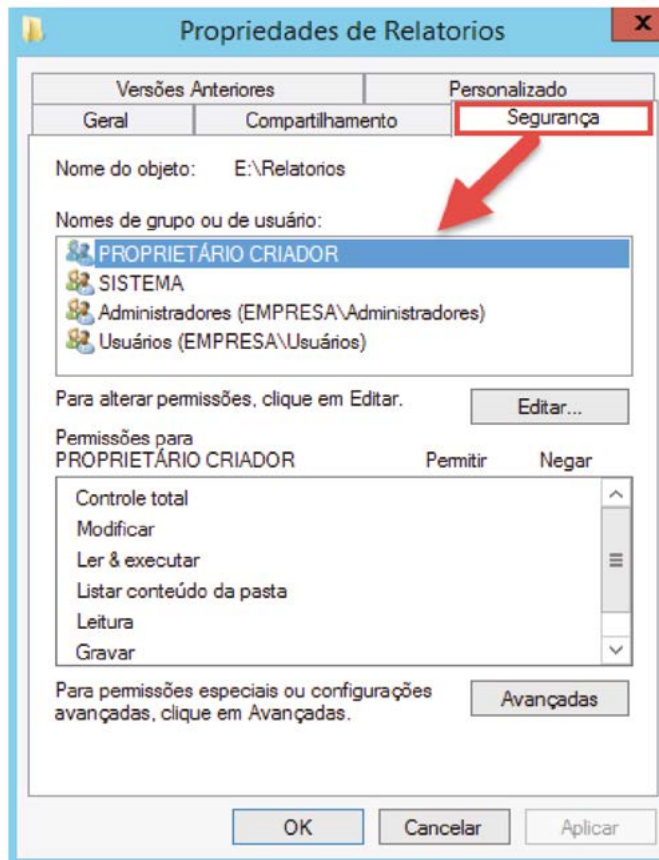 Propriedades de Relatorios
x
Versões Anteriores
Personalizado
Geral
Compartilhamento
Segurança
Nome do objeto: E:\Relatorios
Nomes de grupo ou de usuário:
PROPRIETÁRIO CRIADOR
SISTEMA
Administradores (EMPRESA\Administradores)
Usuários (EMPRESA\Usuários)
Para alterar permissões, clique em Editar.
Editar...
Permissões para
PROPRIETÁRIO CRIADOR Permitir Negar
Controle total
Modificar
Ler & executar
Listar conteúdo da pasta
Leitura
Gravar
Para permissões especiais ou configurações
avançadas, clique em Avançadas.
Avançadas
OK
Cancelar
Aplicar